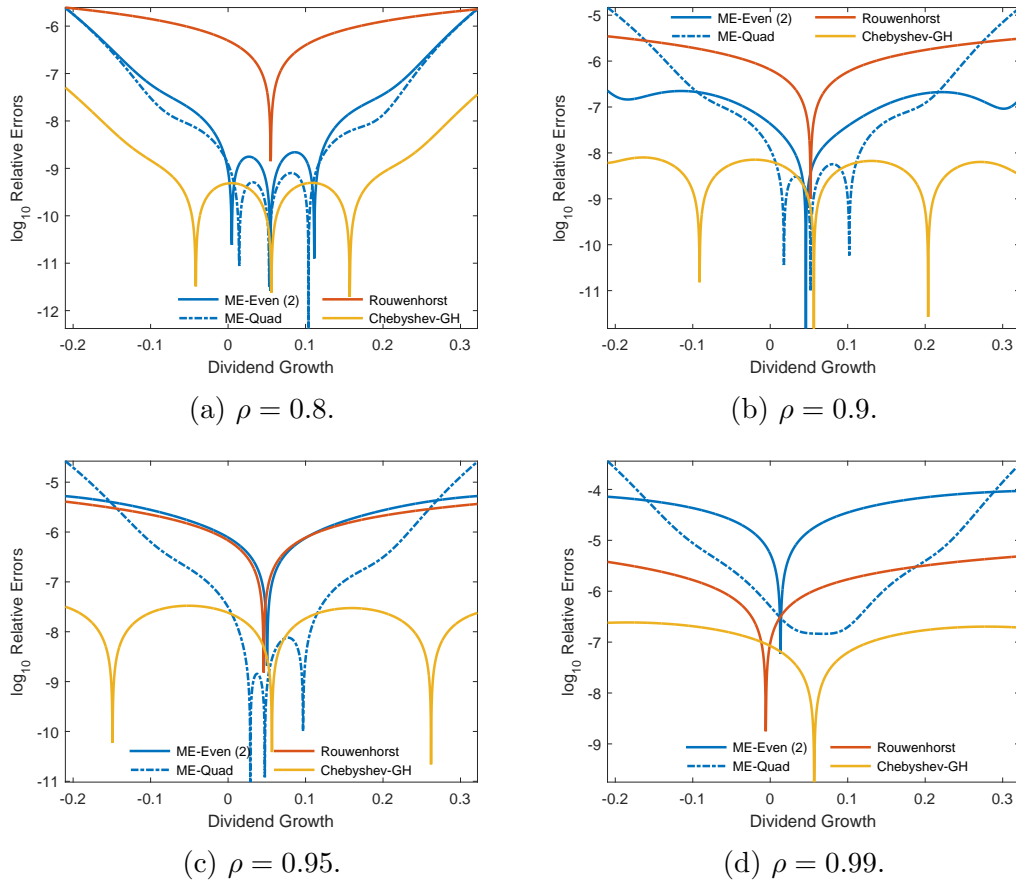 -6
-7
-8
-9
-10
-11
-12
log10 Relative Errors
ME-Even (2)
ME-Quad
Rouwenhorst
Chebyshev-GH
-0.2 -0.1 0 0.1 0.2 0.3
Dividend Growth
(a) ρ = 0.8.
-5
-6
-7
-8
-9
-10
-11
log10 Relative Errors
ME-Even (2)
ME-Quad
Rouwenhorst
Chebyshev-GH
-0.2 -0.1 0 0.1 0.2 0.3
Dividend Growth
(b) ρ = 0.9.
-5
-6
-7
-8
-9
-10
-11
log10 Relative Errors
ME-Even (2)
ME-Quad
Rouwenhorst
Chebyshev-GH
-0.2 -0.1 0 0.1 0.2 0.3
Dividend Growth
(c) ρ = 0.95.
-4
-5
-6
-7
-8
-9
log10 Relative Errors
ME-Even (2)
ME-Quad
Rouwenhorst
Chebyshev-GH
-0.2 -0.1 0 0.1 0.2 0.3
Dividend Growth
(d) ρ = 0.99.